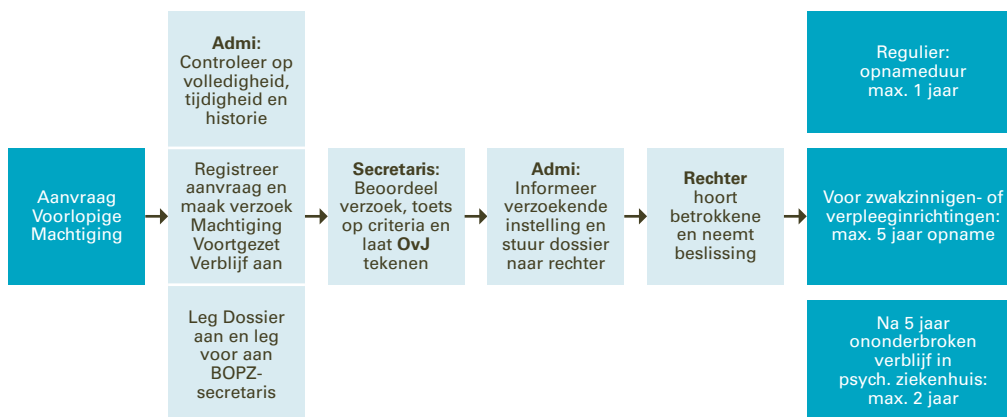 Aanvraag
Voorlopige
Machtiging
Admi:
Controleer op
volledigheid,
tijdigheid en
historie
Registreer
aanvraag en
maak verzoek
Machtiging
Voortgezet
Verblijf aan
Leg Dossier
aan en leg
voor aan
BOPZ-
secretaris
Secretaris:
Beoordeel
verzoek, toets
op criteria en
laat OvJ
tekenen
Admi:
Informeer
verzoekende
instelling en
stuur dossier
naar rechter
Rechter
hoort
betrokkene
en neemt
beslissing
Regulier:
opnameduur
max. 1 jaar
Voor zwakzinnigen- of
verpleeginrichtingen:
max. 5 jaar opname
Na 5 jaar
ononderbroken
verblijf in
psych. ziekenhuis:
max. 2 jaar